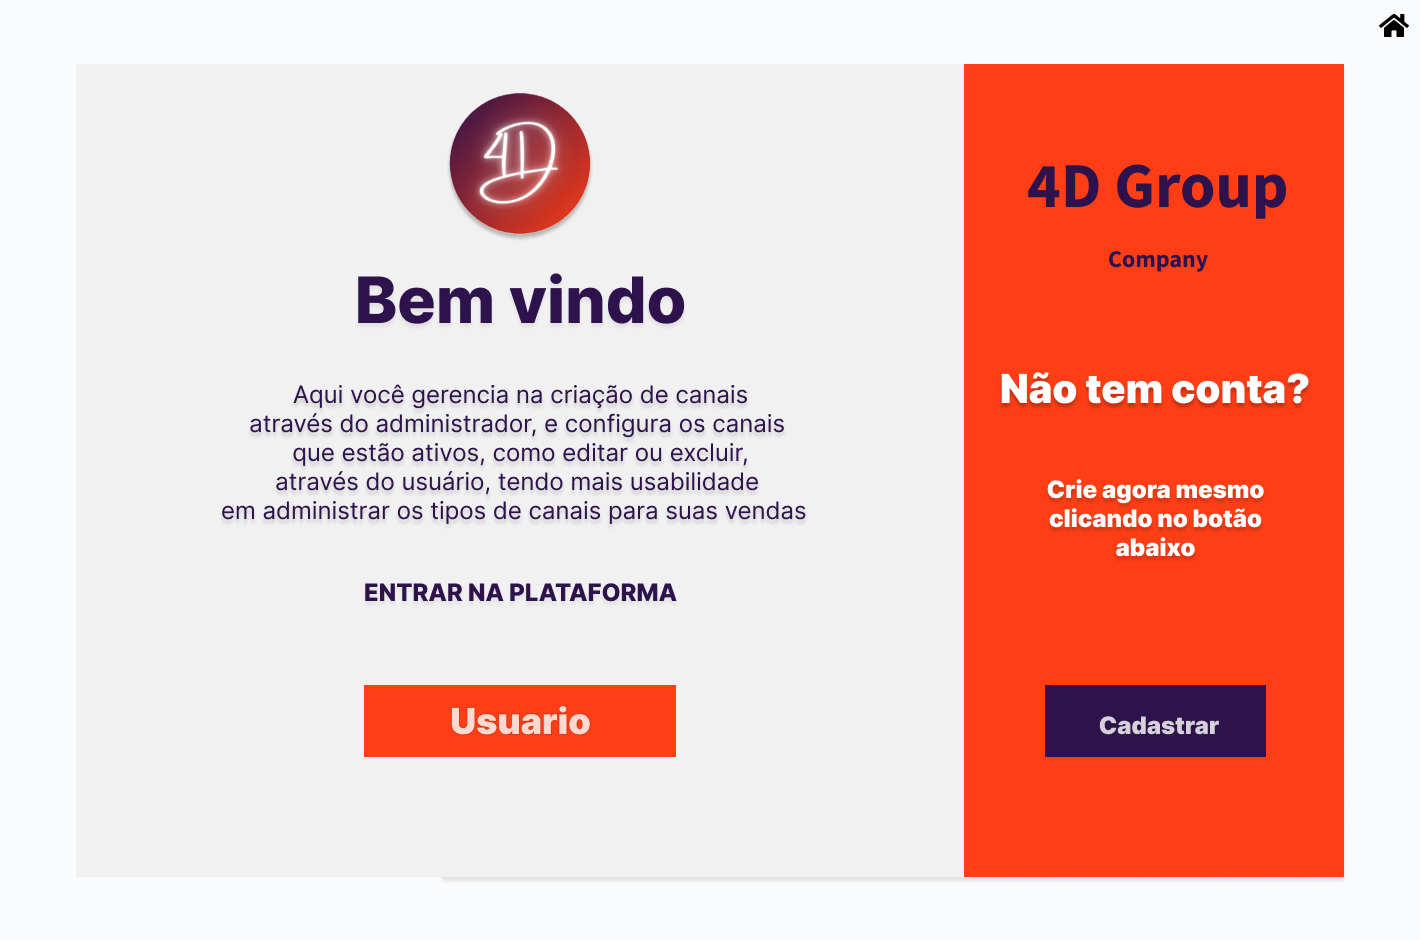 4D
Bem vindo
Aqui você gerencia na criação de canais
através do administrador, e configura os canais
que estão ativos, como editar ou excluir,
através do usuário, tendo mais usabilidade
em administrar os tipos de canais para suas vendas
ENTRAR NA PLATAFORMA
Usuario
4D Group
Company
Não tem conta?
Crie agora mesmo
clicando no botão
abaixo
Cadastrar